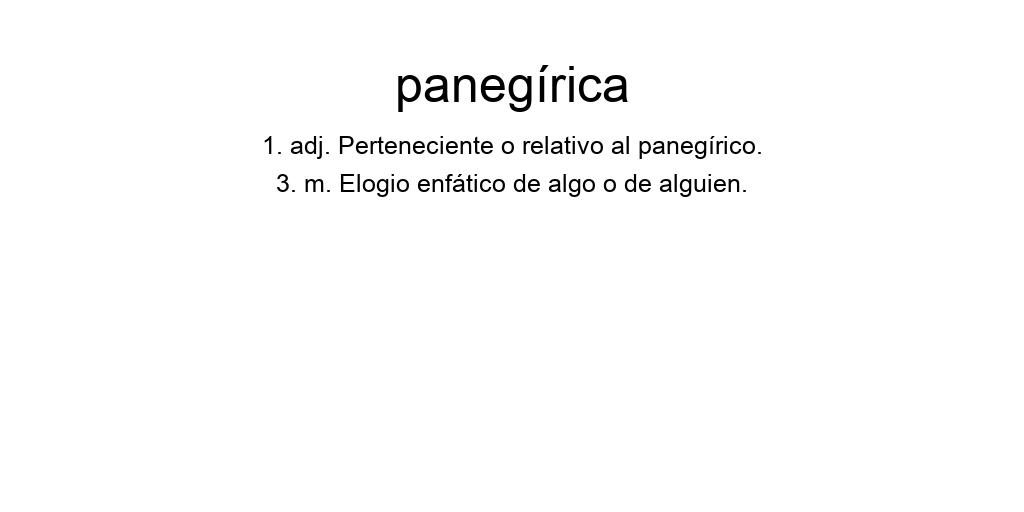 panegírica
1. adj. Perteneciente o relativo al panegírico.
3. m. Elogio enfático de algo o de alguien.